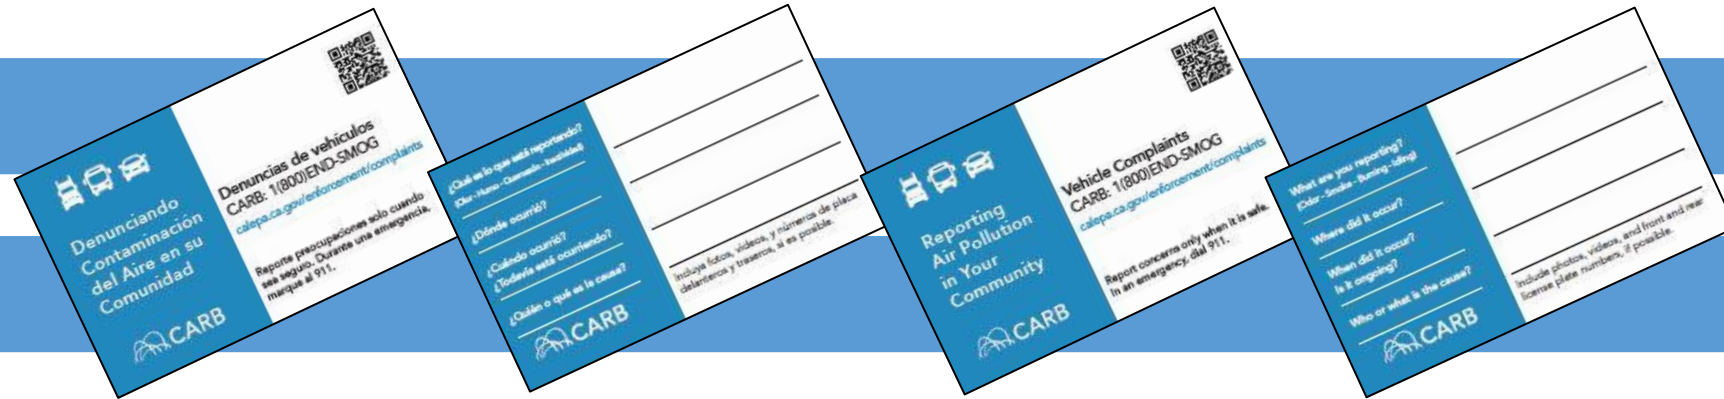 Denunciando
Contaminación
del Aire en su
Comunidad
CARB
Denuncias de vehículos
CARB: 1(800)END-SMOG
calepa.ca.gov/enforcement/complaints
Reporte preocupaciones solo cuando
sea seguro. Durante una emergencia,
marque al 911.
¿Qué es lo que está reportando?
(Olor - Humo - Quemazón - Inactividad)
¿Dónde ocurrió?
¿Cuándo ocurrió?
¿Todavía está ocurriendo?
¿Quién o qué es la causa?
CARB
Incluya fotos, videos, y números de placa
delanteros y traseros, si es posible.
Reporting
Air Pollution
in Your
Community
CARB
Vehicle Complaints
CARB: 1(800)END-SMOG
calepa.ca.gov/enforcement/complaints
Report concerns only when it is safe.
In an emergency, dial 911.
What are you reporting?
(Odor - Smoke - Burning - Idling)
Where did it occur?
When did it occur?
Is it ongoing?
Who or what is the cause?
CARB
Include photos, videos, and front and rear
license plate numbers, if possible.